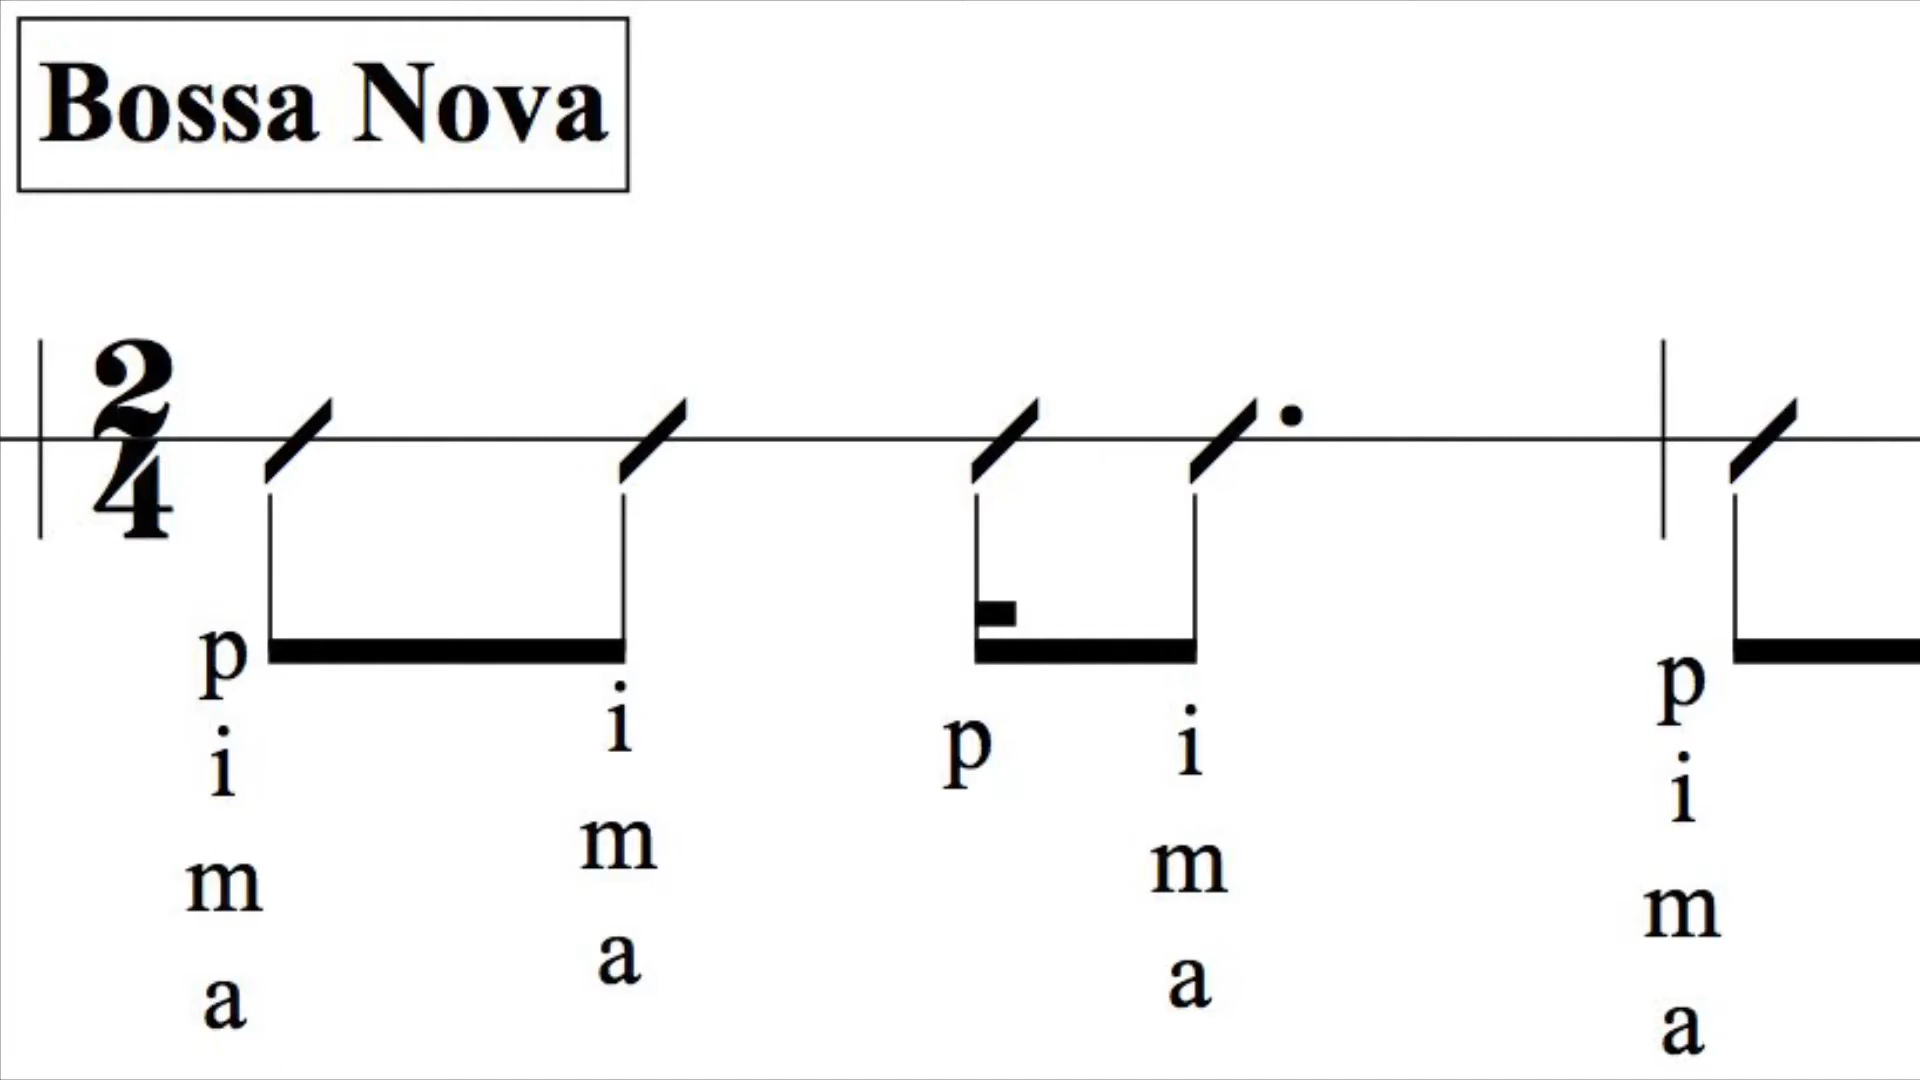 Bossa Nova
2
4
p i p p
i m i i
m a m m
a a a